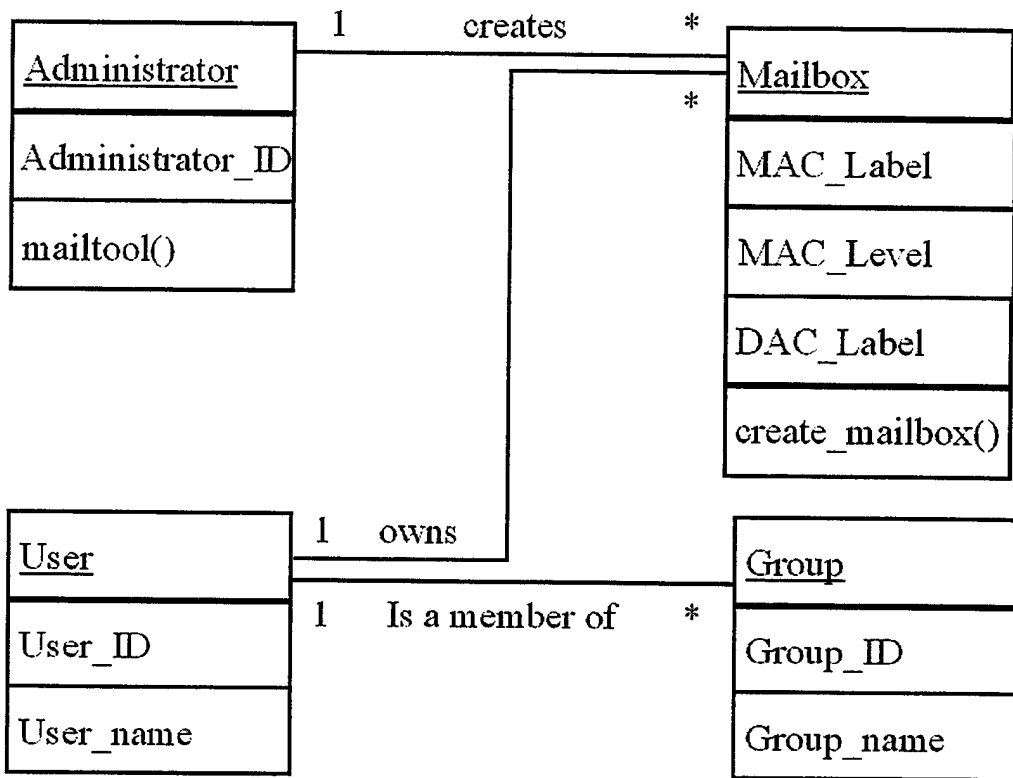 1 creates *
Administrator
Administrator_ID
mailtool()
*
Mailbox
MAC_Label
MAC_Level
DAC_Label
create_mailbox()
1 owns
User
User_ID
User_name
1 Is a member of *
Group
Group_ID
Group_name